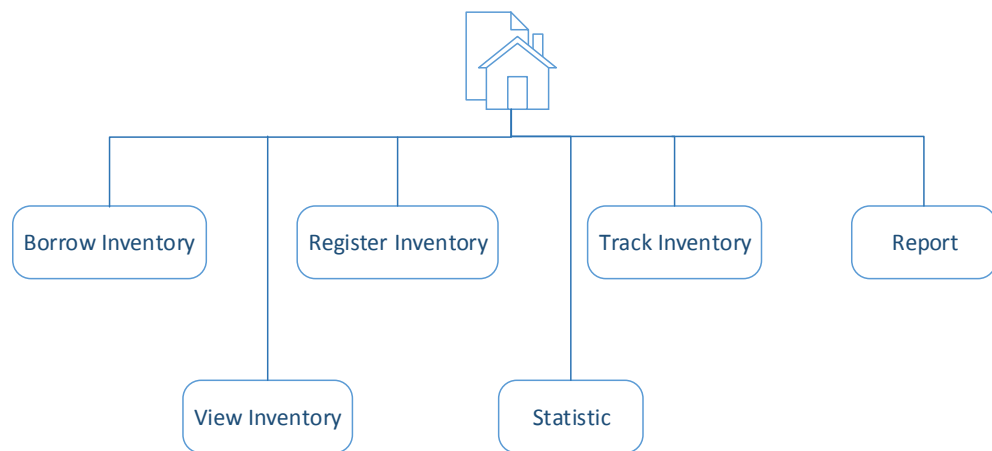 Borrow Inventory
Register Inventory
Track Inventory
Report
View Inventory
Statistic